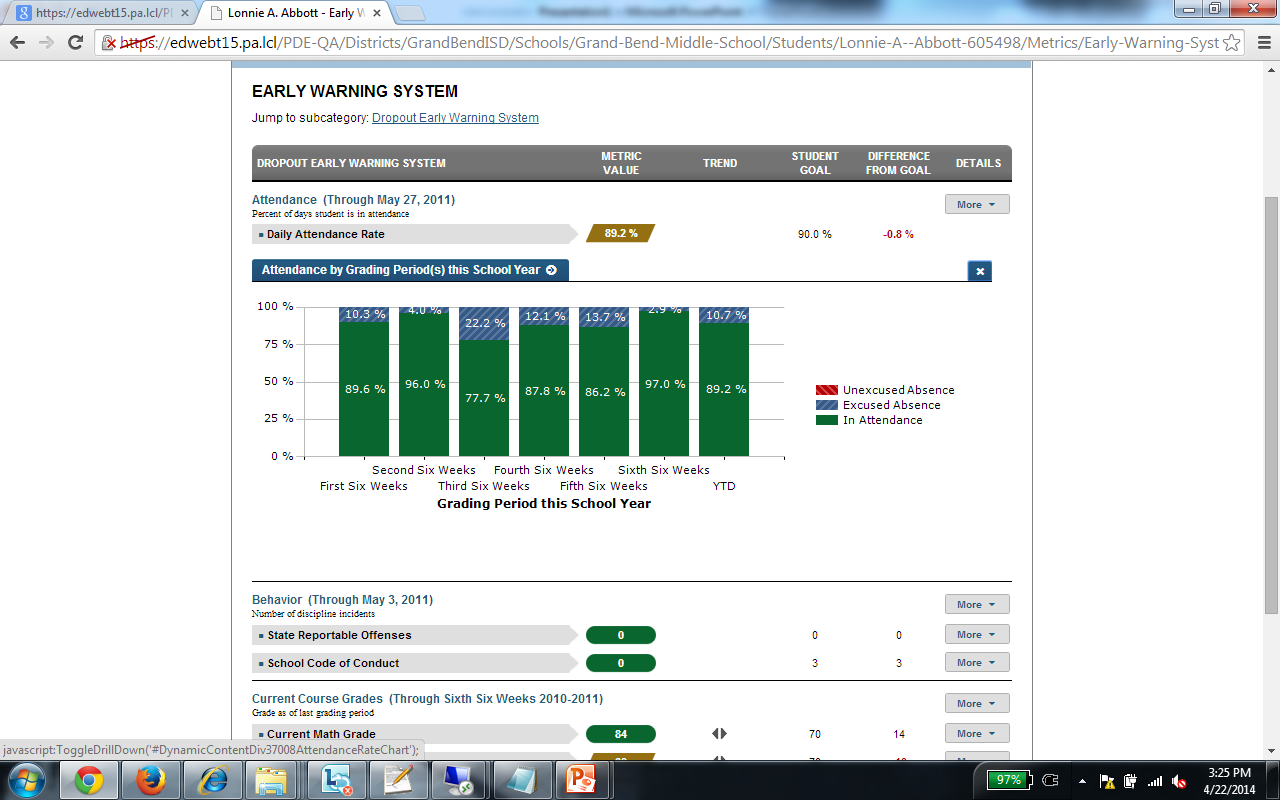 https://edwebt15.pa.lcl/PD
Lonnie A. Abbott - Early W
https://edwebt15.pa.lcl/PDE-QA/Districts/GrandBendISD/Schools/Grand-Bend-Middle-School/Students/Lonnie-A--Abbott-605498/Metrics/Early-Warning-Syst
EARLY WARNING SYSTEM
Jump to subcategory: Dropout Early Warning System
DROPOUT EARLY WARNING SYSTEM METRIC VALUE TREND STUDENT GOAL DIFFERENCE FROM GOAL DETAILS
Attendance (Through May 27, 2011) More
Percent of days student is in attendance
Daily Attendance Rate 89.2 % 90.0 % -0.8 %
Attendance by Grading Period(s) this School Year
100 %
75 %
50 %
25 %
0 %
10.3 % 4.0 % 22.2 % 12.1 % 13.7 % 2.9 % 10.7 %
89.6 % 96.0 % 77.7 % 87.8 % 86.2 % 97.0 % 89.2 %
Unexcused Absence
Excused Absence
In Attendance
Second Six Weeks Fourth Six Weeks Sixth Six Weeks
First Six Weeks Third Six Weeks Fifth Six Weeks YTD
Grading Period this School Year
Behavior (Through May 3, 2011) More
Number of discipline incidents
State Reportable Offenses 0 0 0 More
School Code of Conduct 0 3 3 More
Current Course Grades (Through Sixth Six Weeks 2010-2011) More
Grade as of last grading period
Current Math Grade 84 70 14 More
javascript:ToggleDrillDown('#DynamicContentDiv37008AttendanceRateChart');
97%
3:25 PM
4/22/2014